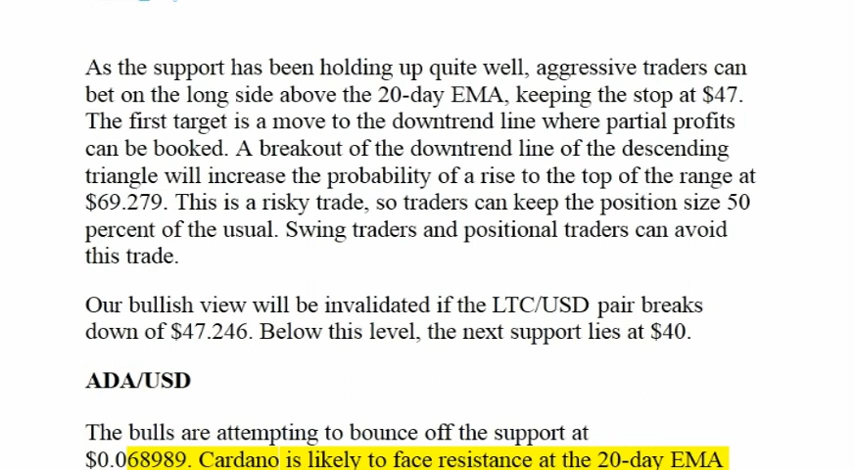 As the support has been holding up quite well, aggressive traders can
bet on the long side above the 20-day EMA, keeping the stop at $47.
The first target is a move to the downtrend line where partial profits
can be booked. A breakout of the downtrend line of the descending
triangle will increase the probability of a rise to the top of the range at
$69.279. This is a risky trade, so traders can keep the position size 50
percent of the usual. Swing traders and positional traders can avoid
this trade.
Our bullish view will be invalidated if the LTC/USD pair breaks
down of $47.246. Below this level, the next support lies at $40.
ADA/USD
The bulls are attempting to bounce off the support at
$0.068989. Cardano is likely to face resistance at the 20-day EMA